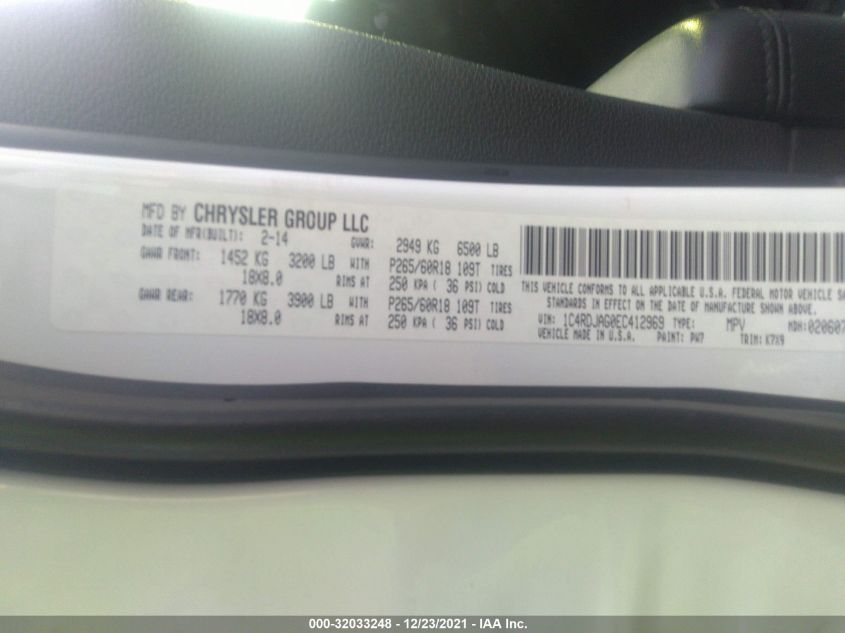 MFD BY CHRYSLER GROUP LLC
DATE OF MFR(BUILT): 2-14 GVWR: 2949 KG 6500 LB
GAWR FRONT: 1452 KG 3200 LB WITH P265/60R18 109T TIRES
18X8.0 RIMS AT 250 KPA ( 36 PSI) COLD
GAWR REAR: 1770 KG 3900 LB WITH P265/60R18 109T TIRES
18X8.0 RIMS AT 250 KPA ( 36 PSI) COLD
THIS VEHICLE CONFORMS TO ALL APPLICABLE U.S.A. FEDERAL MOTOR VEHICLE SA
STANDARDS IN EFFECT ON THE DATE OF MANUFACTURE SHOWN ABOVE.
VIN: 1C4RDJAG0EC412969 TYPE: MPV MDH: 020607
VEHICLE MADE IN U.S.A. PAINT: PW7 TRIM: K7X9
000-32033248 - 12/23/2021 - IAA Inc.